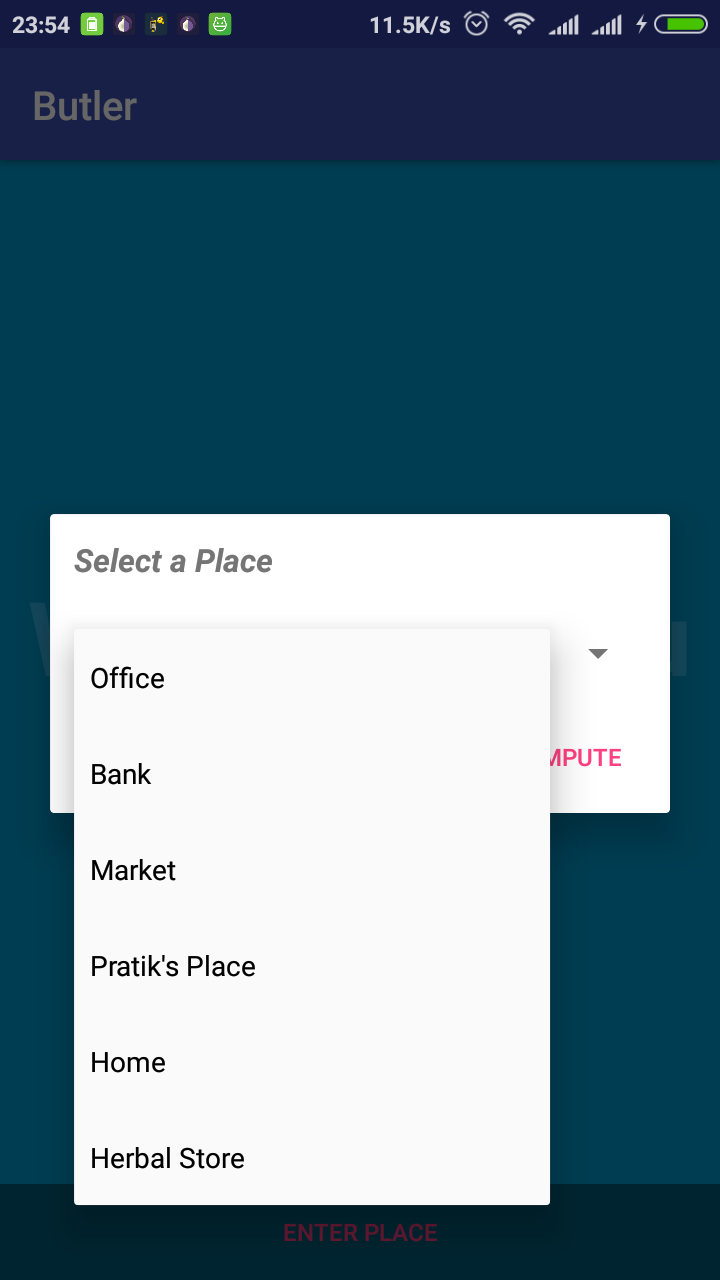 23:54 11.5K/s
Butler
Select a Place
Office
Bank
MPUTE
Market
Pratik's Place
Home
Herbal Store
ENTER PLACE